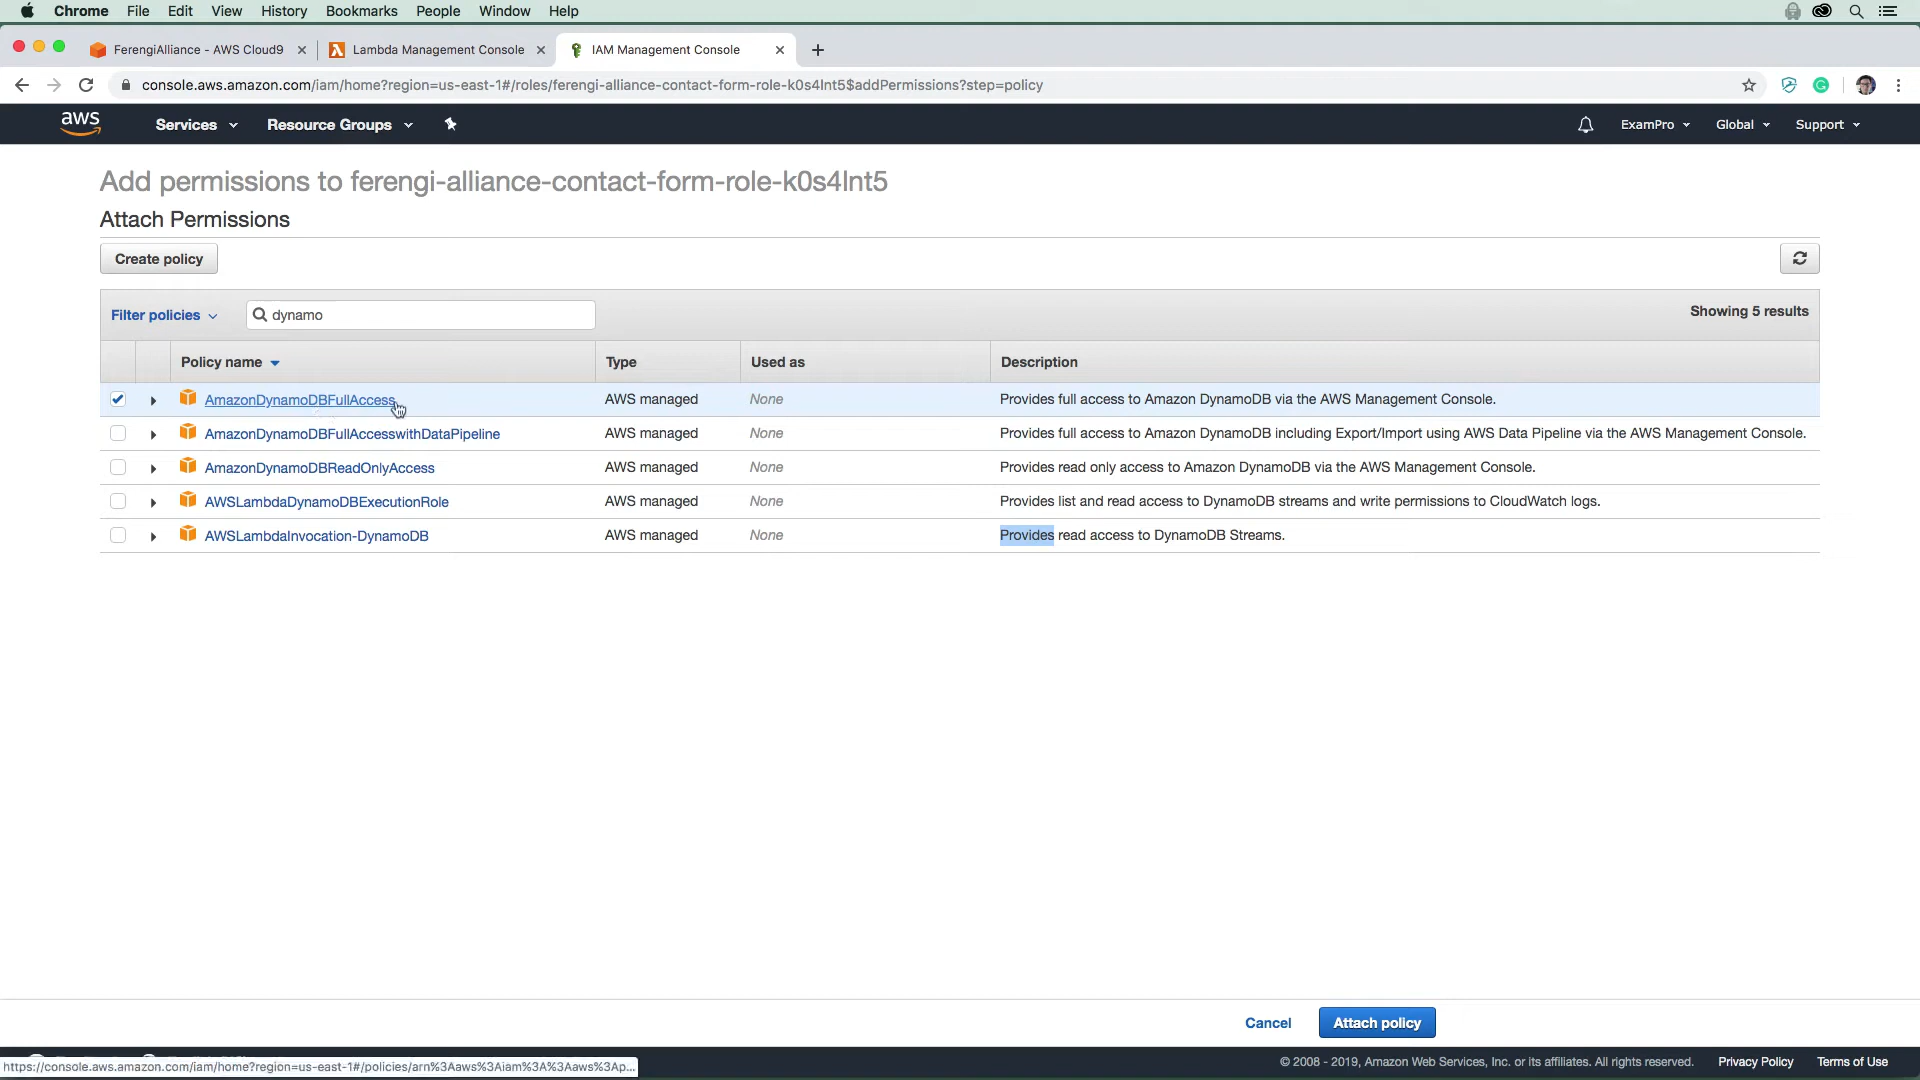 Chrome File Edit View History Bookmarks People Window Help
FerengiAlliance - AWS Cloud9
Lambda Management Console
IAM Management Console
console.aws.amazon.com/iam/home?region=us-east-1#/roles/ferengi-alliance-contact-form-role-k0s4lnt5$addPermissions?step=policy
aws Services Resource Groups ExamPro Global Support
Add permissions to ferengi-alliance-contact-form-role-k0s4lnt5
Attach Permissions
Create policy
Filter policies dynamo Showing 5 results
Policy name Type Used as Description
AmazonDynamoDBFullAccess AWS managed None Provides full access to Amazon DynamoDB via the AWS Management Console.
AmazonDynamoDBFullAccesswithDataPipeline AWS managed None Provides full access to Amazon DynamoDB including Export/Import using AWS Data Pipeline via the AWS Management Console.
AmazonDynamoDBReadOnlyAccess AWS managed None Provides read only access to Amazon DynamoDB via the AWS Management Console.
AWSLambdaDynamoDBExecutionRole AWS managed None Provides list and read access to DynamoDB streams and write permissions to CloudWatch logs.
AWSLambdaInvocation-DynamoDB AWS managed None Provides read access to DynamoDB Streams.
Cancel Attach policy
© 2008 - 2019, Amazon Web Services, Inc. or its affiliates. All rights reserved. Privacy Policy Terms of Use
https://console.aws.amazon.com/iam/home?region=us-east-1#/policies/arn%3Aaws%3Aiam%3A%3Aaws%3Ap...